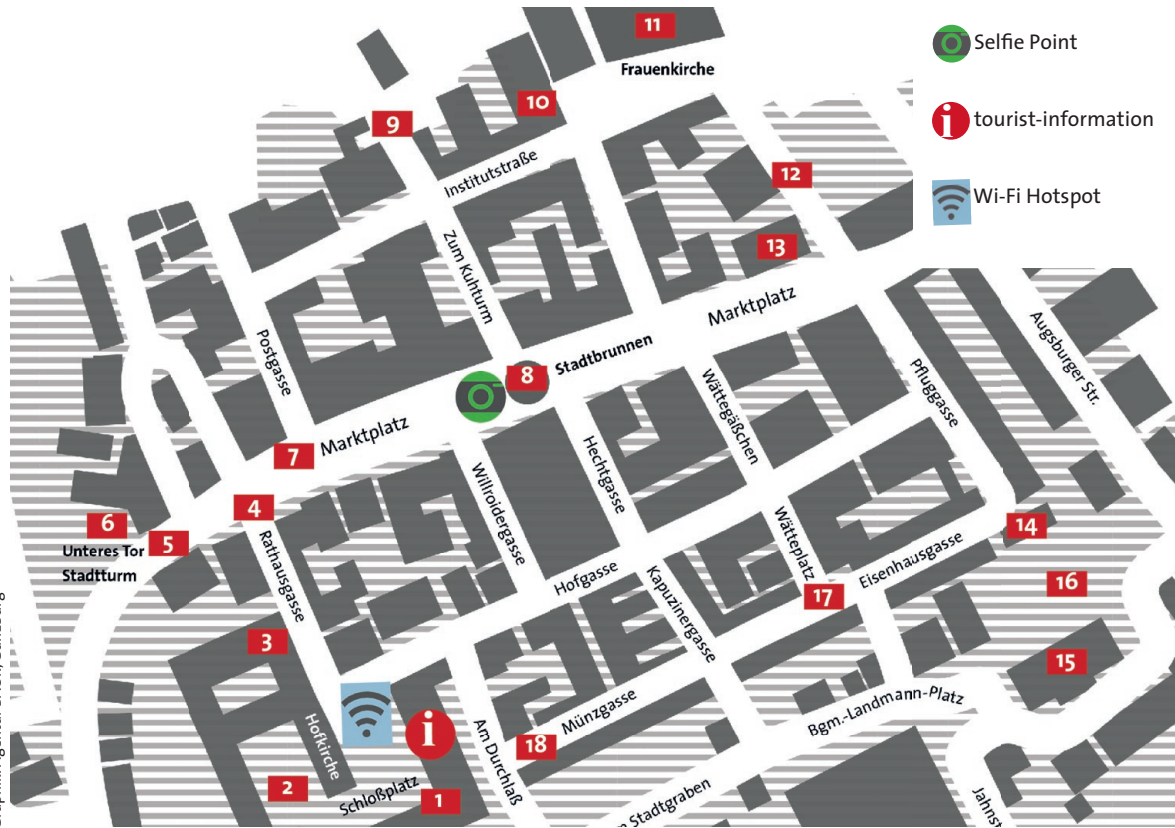 11
Frauenkirche
Selfie Point
tourist-information
Wi-Fi Hotspot
i
10
9
Institutstraße
12
13
Zum Kuhturm
Marktplatz
Postgasse
Stadtbrunnen
8
Augsburger Str.
Pfluggasse
Wättegäßchen
Marktplatz
7
Hechtgasse
Willroidergasse
4
6
5
Unteres Tor
Stadtturm
Rathausgasse
14
Wätteplatz
Eisenhausgasse
Hofgasse
Kapuzinergasse
17
16
3
15
Hofkirche
i
Am Durchlaß
Münzgasse
18
Bgm.-Landmann-Platz
2
Schloßplatz
1
Stadtgraben